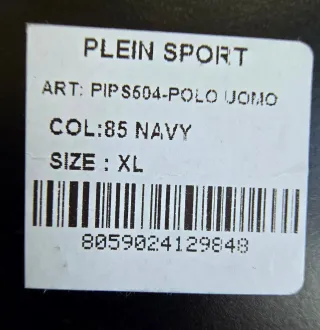 PLEIN SPORT
ART: PIPS504-POLO UOMO
COL:85 NAVY
SIZE : XL
8059024129848